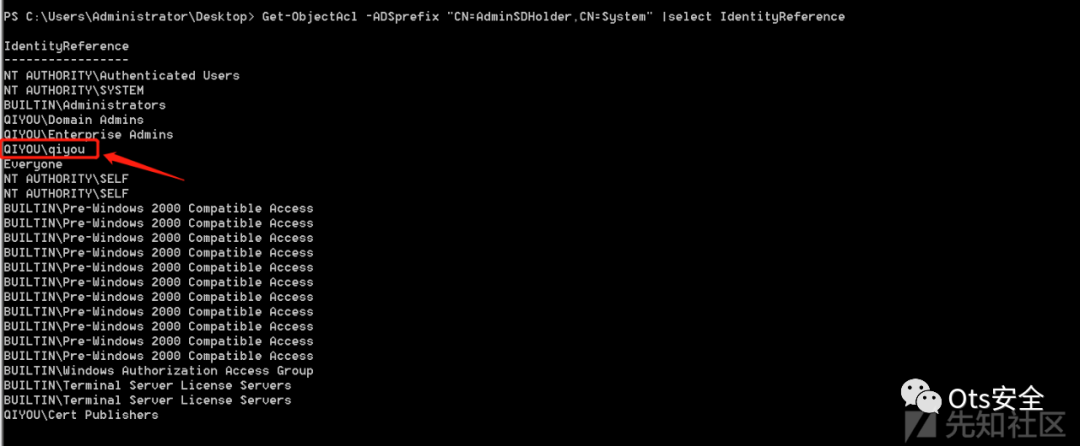 PS C:\Users\Administrator\Desktop> Get-ObjectAcl -ADSprefix "CN=AdminSDHolder,CN=System" |select IdentityReference
IdentityReference
-----------------
NT AUTHORITY\Authenticated Users
NT AUTHORITY\SYSTEM
BUILTIN\Administrators
QIYOU\Domain Admins
QIYOU\Enterprise Admins
QIYOU\qiyou
Everyone
NT AUTHORITY\SELF
NT AUTHORITY\SELF
BUILTIN\Pre-Windows 2000 Compatible Access
BUILTIN\Pre-Windows 2000 Compatible Access
BUILTIN\Pre-Windows 2000 Compatible Access
BUILTIN\Pre-Windows 2000 Compatible Access
BUILTIN\Pre-Windows 2000 Compatible Access
BUILTIN\Pre-Windows 2000 Compatible Access
BUILTIN\Pre-Windows 2000 Compatible Access
BUILTIN\Pre-Windows 2000 Compatible Access
BUILTIN\Pre-Windows 2000 Compatible Access
BUILTIN\Pre-Windows 2000 Compatible Access
BUILTIN\Pre-Windows 2000 Compatible Access
BUILTIN\Windows Authorization Access Group
BUILTIN\Terminal Server License Servers
BUILTIN\Terminal Server License Servers
QIYOU\Cert Publishers
Ots安全
先知社区